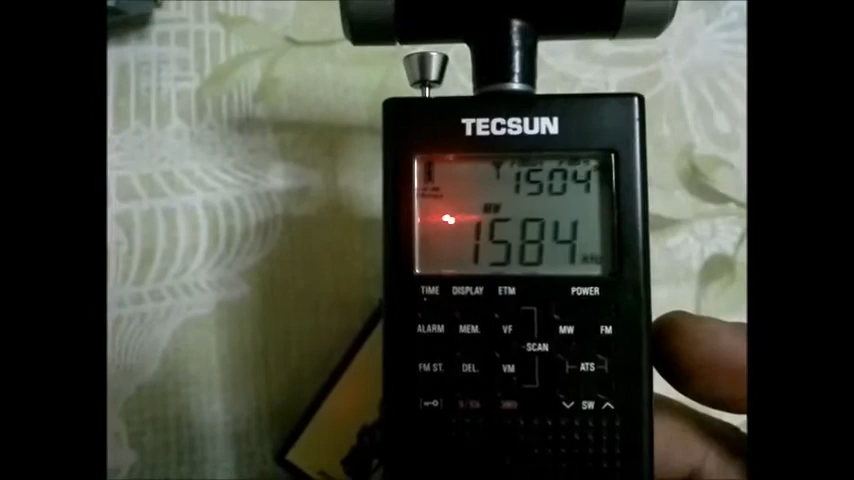 TECSUN
1504
MW
1584
kHz
TIME DISPLAY ETM POWER
ALARM MEM. VF MW FM
SCAN
FM ST. DEL. VM ATS
SW